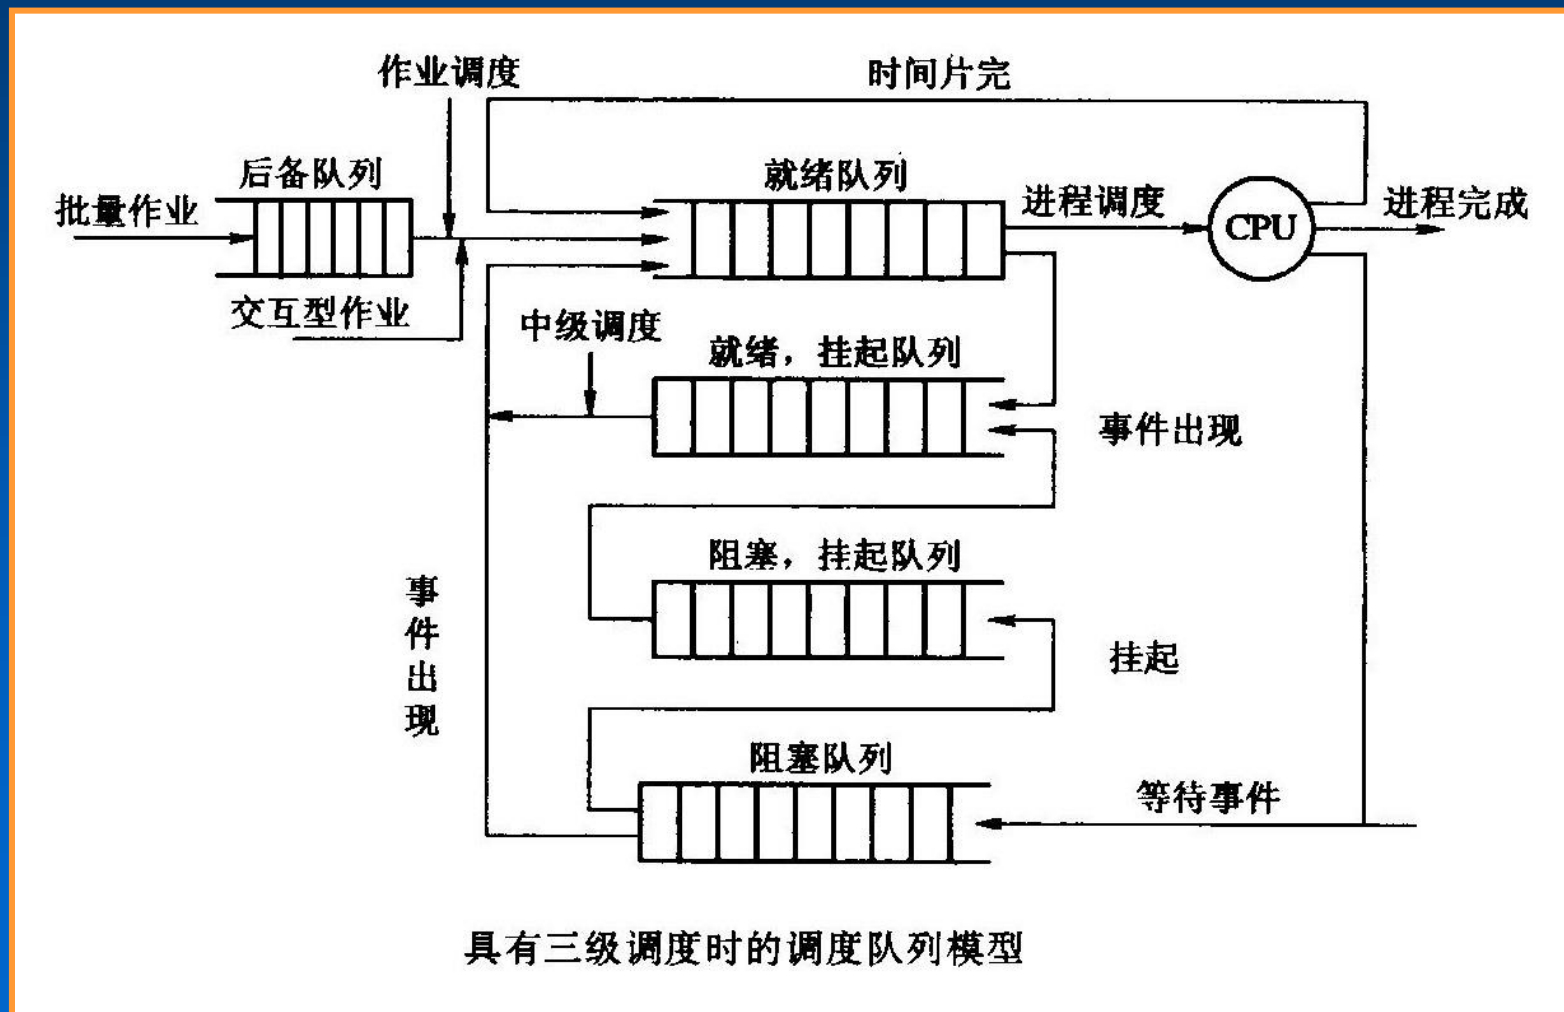 作业调度
时间片完
后备队列
就绪队列
批量作业
进程调度
CPU
进程完成
交互型作业
中级调度
就绪，挂起队列
事件出现
阻塞，挂起队列
事件出现
挂起
阻塞队列
等待事件
具有三级调度时的调度队列模型